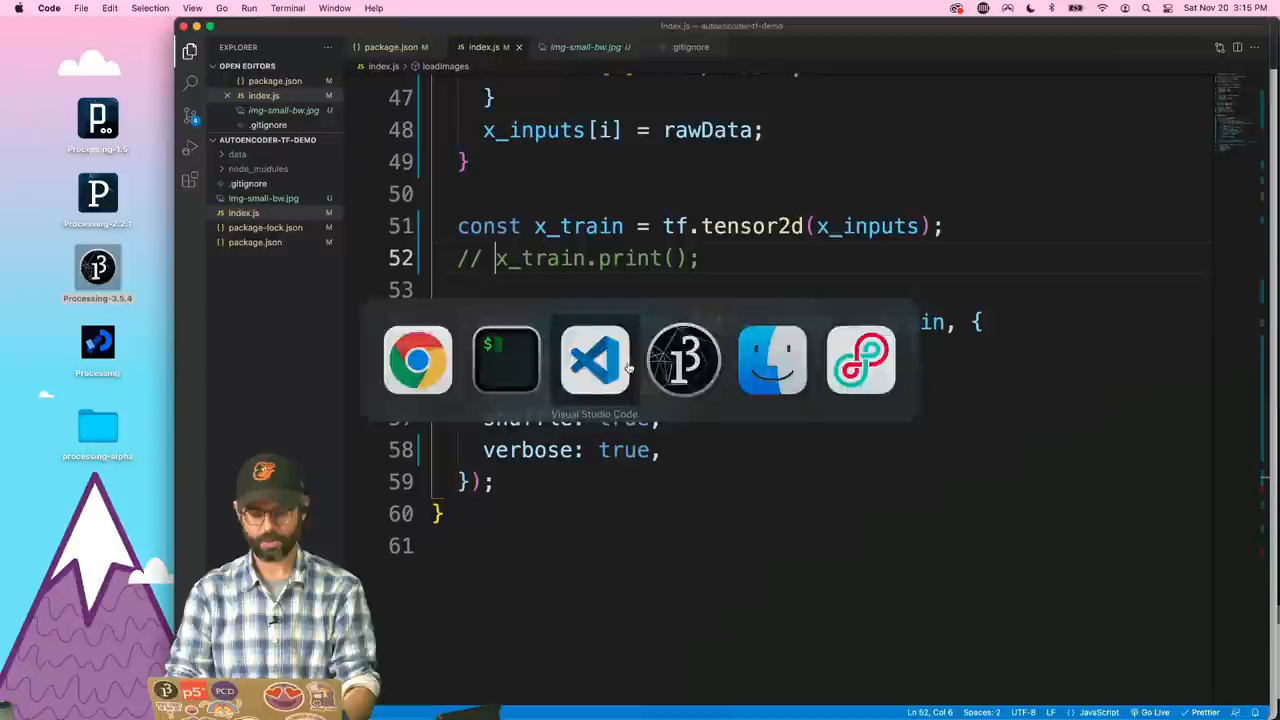 Code File Edit Selection View Go Run Terminal Window Help
Sat Nov 20 3:15 PM
index.js — autoencoder-tf-demo
EXPLORER
package.json M
index.js M
img-small-bw.jpg U
.gitignore
OPEN EDITORS
package.json M
index.js M
img-small-bw.jpg U
.gitignore
AUTOENCODER-TF-DEMO
data
node_modules
.gitignore
img-small-bw.jpg U
index.js M
package-lock.json M
package.json M
index.js > loadImages
47 }
48 x_inputs[i] = rawData;
49 }
50
51 const x_train = tf.tensor2d(x_inputs);
52 // x_train.print();
53
in, {
58 verbose: true,
59 });
60 }
61
Visual Studio Code
Processing-1.5
Processing-2.2.1
Processing-3.5.4
Processing
processing-alpha
p5*
PCD
Ln 52, Col 6 Spaces: 2 UTF-8 LF JavaScript Go Live Prettier